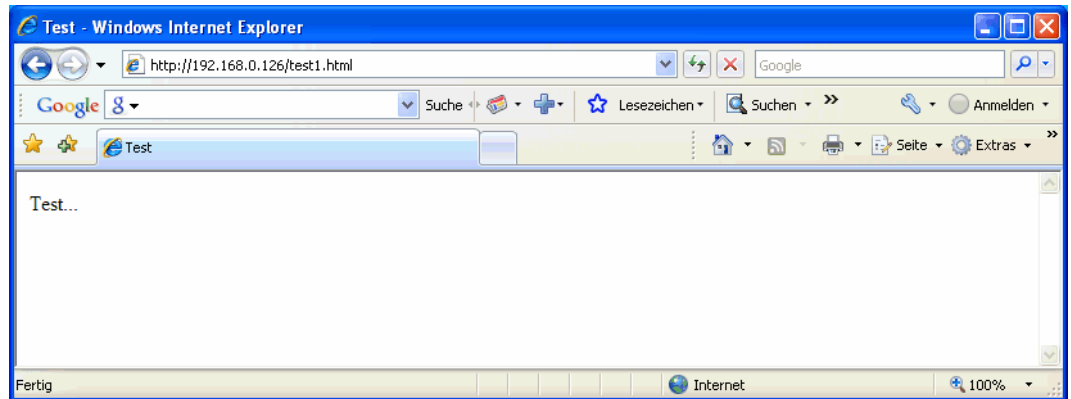 Test - Windows Internet Explorer
http://192.168.0.126/test1.html Google
Google g Suche Lesezeichen Suchen » Anmelden
Test Seite Extras »
Test...
Fertig Internet 100%